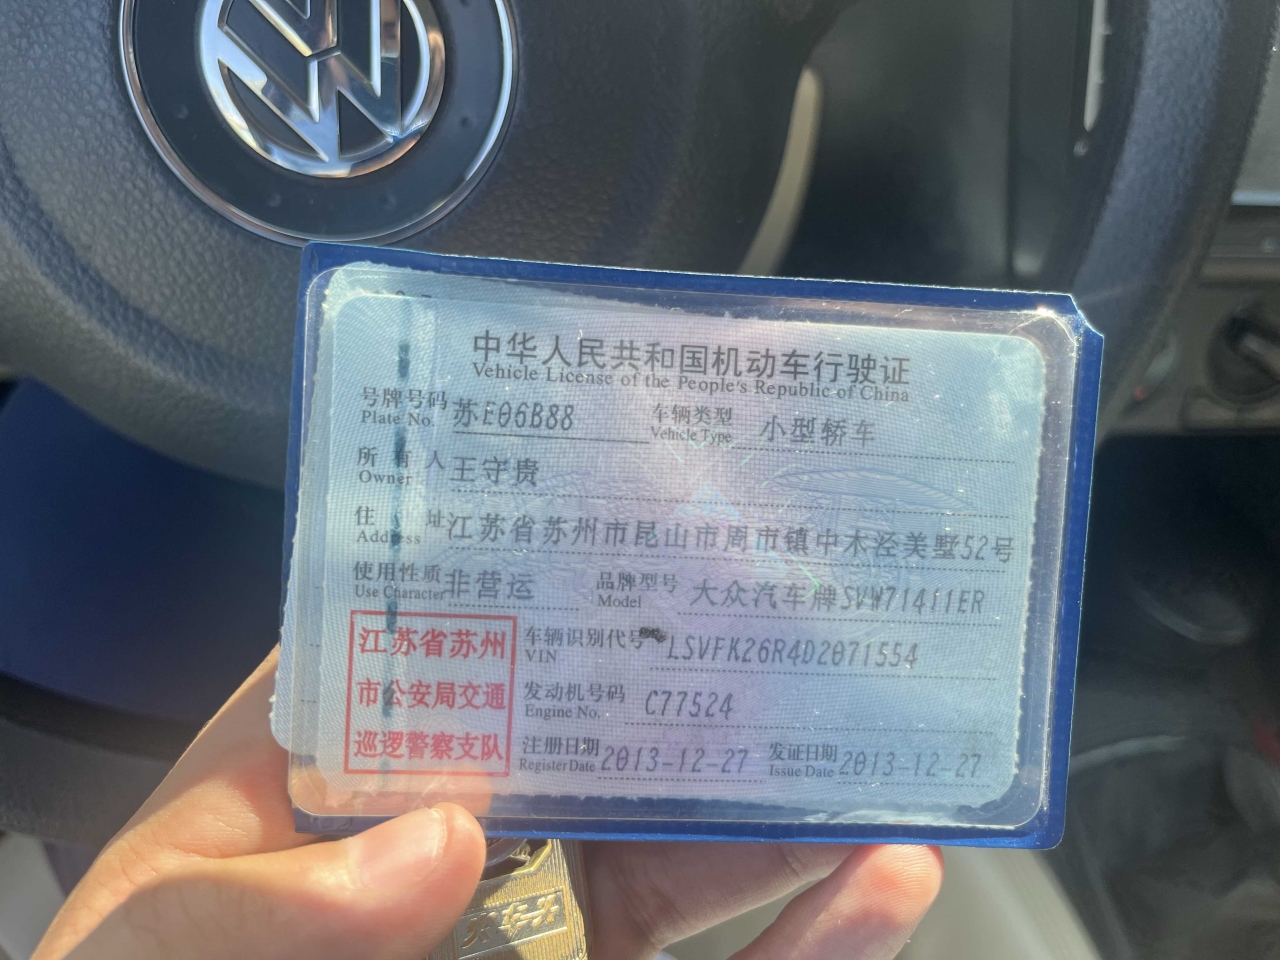 中华人民共和国机动车行驶证
Vehicle License of the People's Republic of China
号牌号码 苏E06B88 车辆类型 小型轿车
Plate No. Vehicle Type
所有人 王守贵
Owner
住址 江苏省苏州市昆山市周市镇中木泾美墅52号
Address
使用性质 非营运 品牌型号 大众汽车牌SVW71411ER
Use Character Model
江苏省苏州
市公安局交通
巡逻警察支队
车辆识别代号 LSVFK26R4D2071554
VIN
发动机号码 C77524
Engine No.
注册日期 2013-12-27 发证日期 2013-12-27
Register Date Issue Date